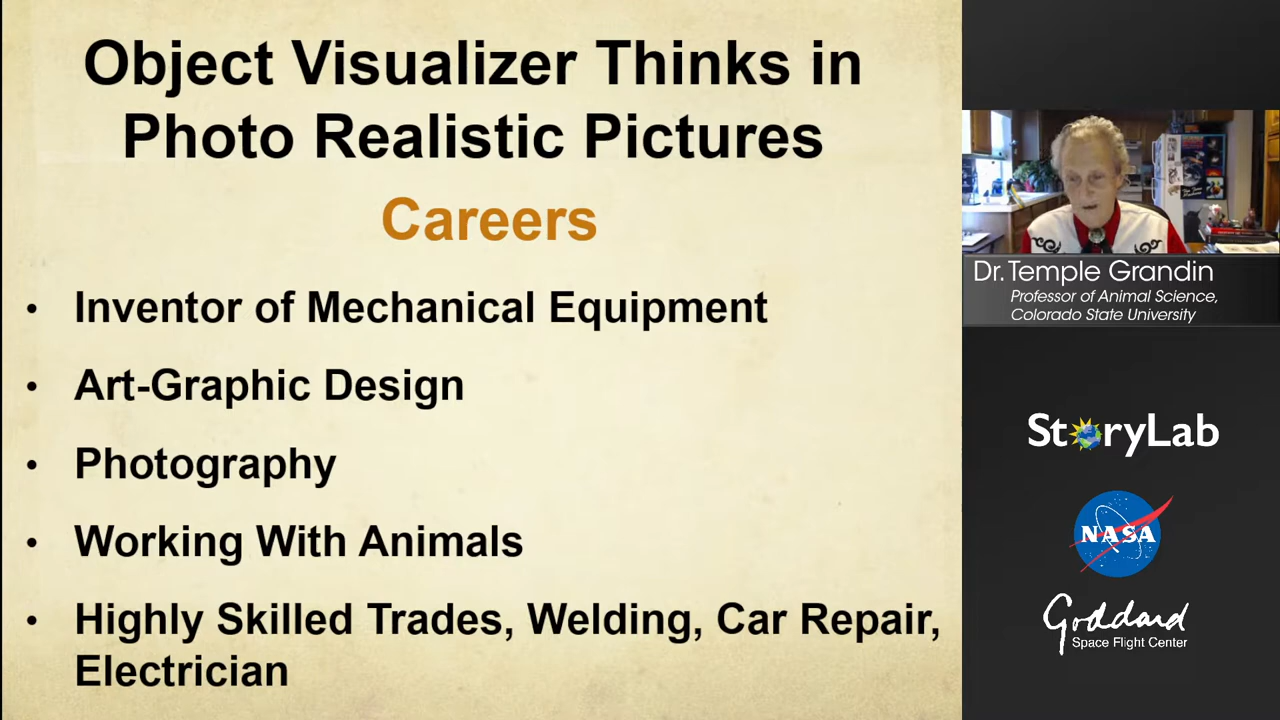 Object Visualizer Thinks in
Photo Realistic Pictures
Careers
• Inventor of Mechanical Equipment
• Art-Graphic Design
• Photography
• Working With Animals
• Highly Skilled Trades, Welding, Car Repair,
Electrician
Dr. Temple Grandin
Professor of Animal Science,
Colorado State University
StoryLab
NASA
Goddard
Space Flight Center